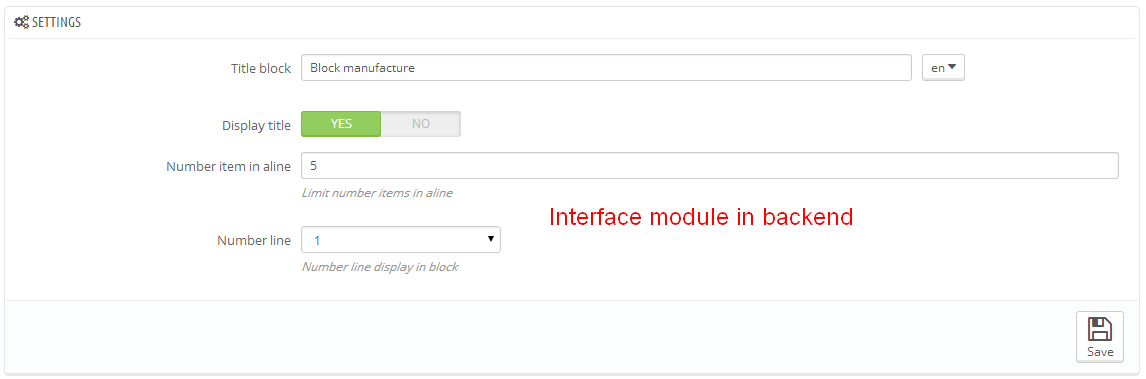 SETTINGS
Title block Block manufacture en
Display title YES NO
Number item in aline 5
Limit number items in aline
Interface module in backend
Number line 1
Number line display in block
Save